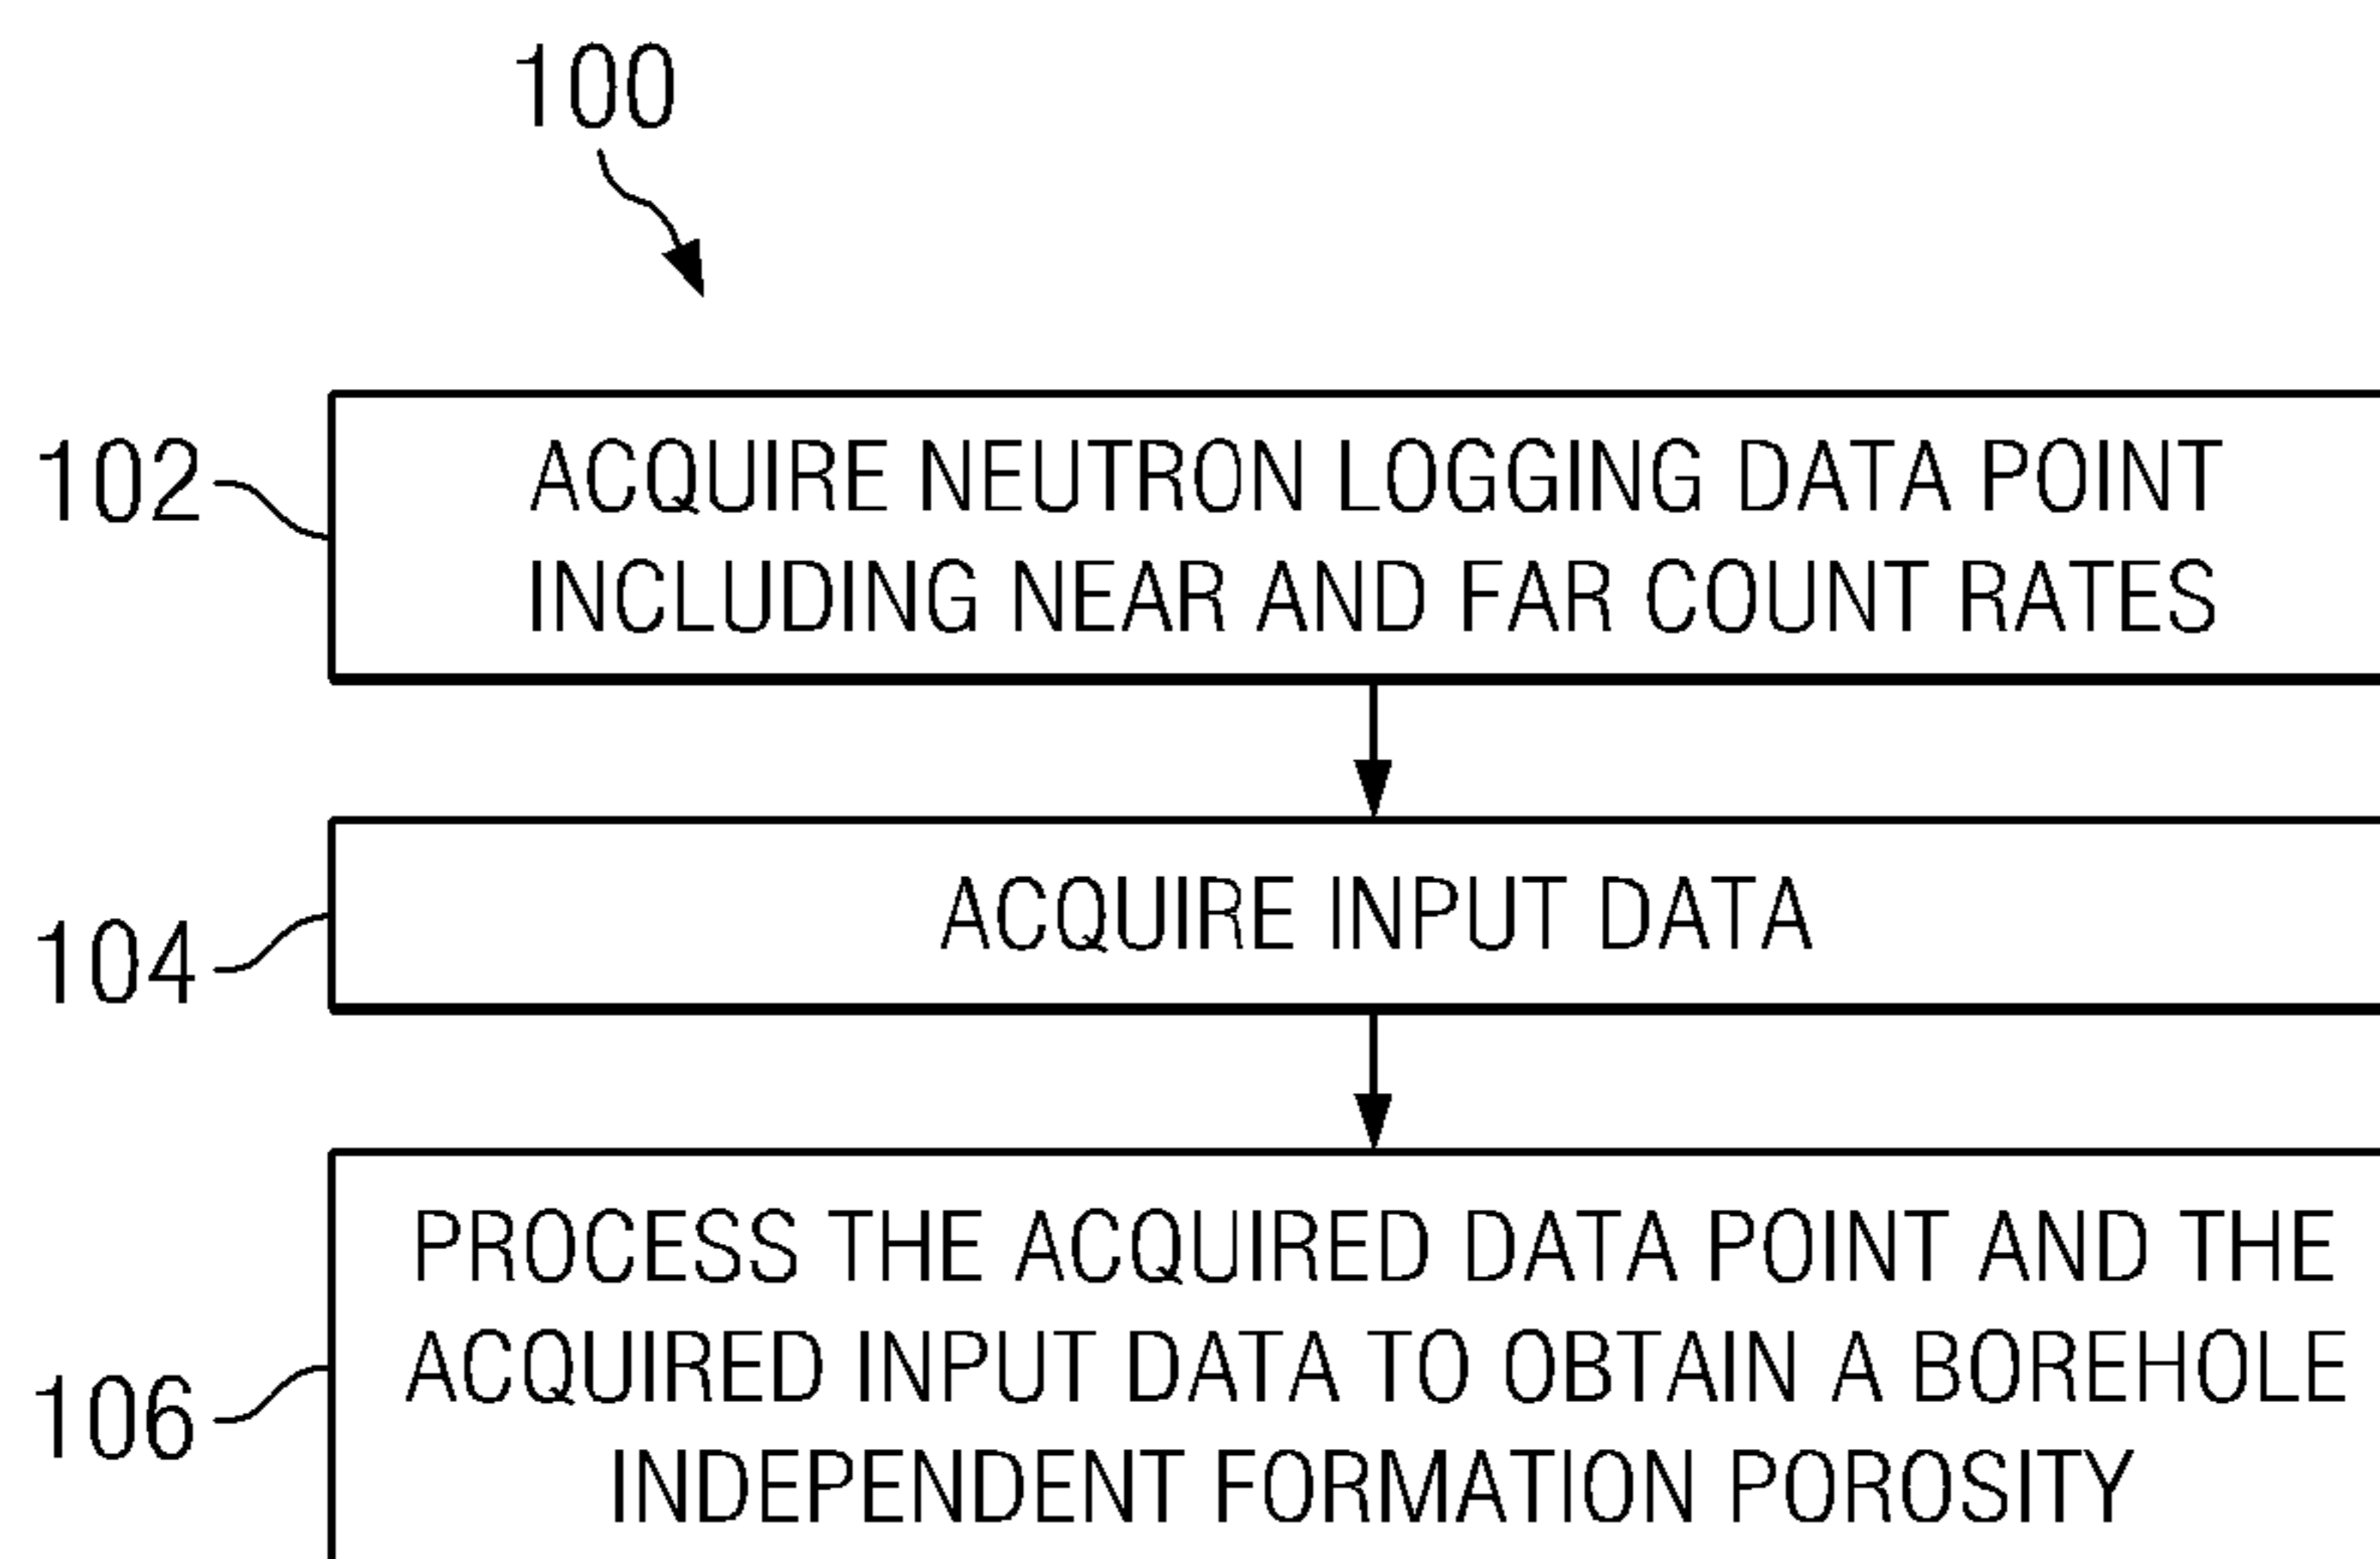 100
102
ACQUIRE NEUTRON LOGGING DATA POINT
INCLUDING NEAR AND FAR COUNT RATES
104
ACQUIRE INPUT DATA
106
PROCESS THE ACQUIRED DATA POINT AND THE
ACQUIRED INPUT DATA TO OBTAIN A BOREHOLE
INDEPENDENT FORMATION POROSITY